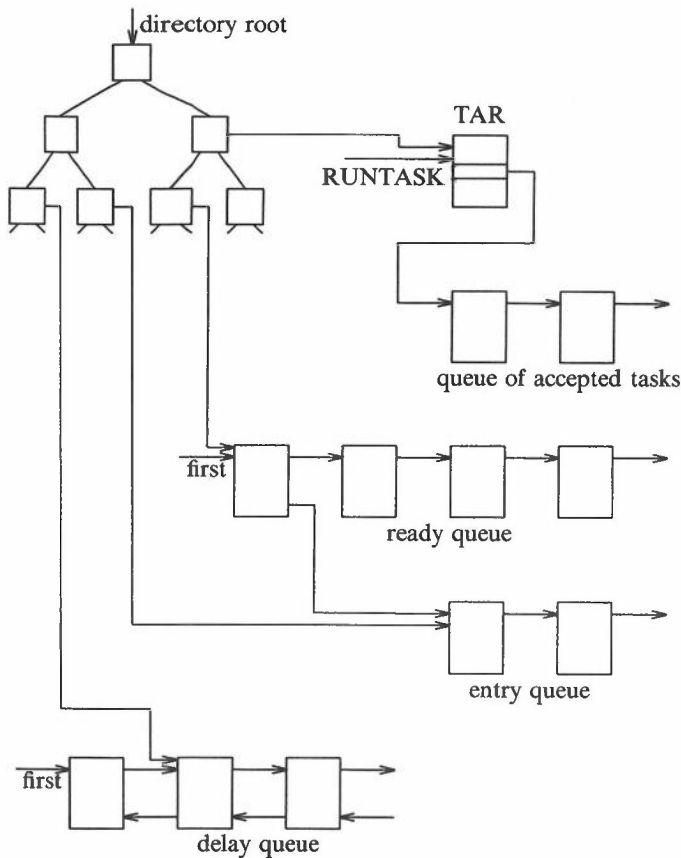 directory root
TAR
RUNTASK
queue of accepted tasks
first
ready queue
entry queue
first
delay queue